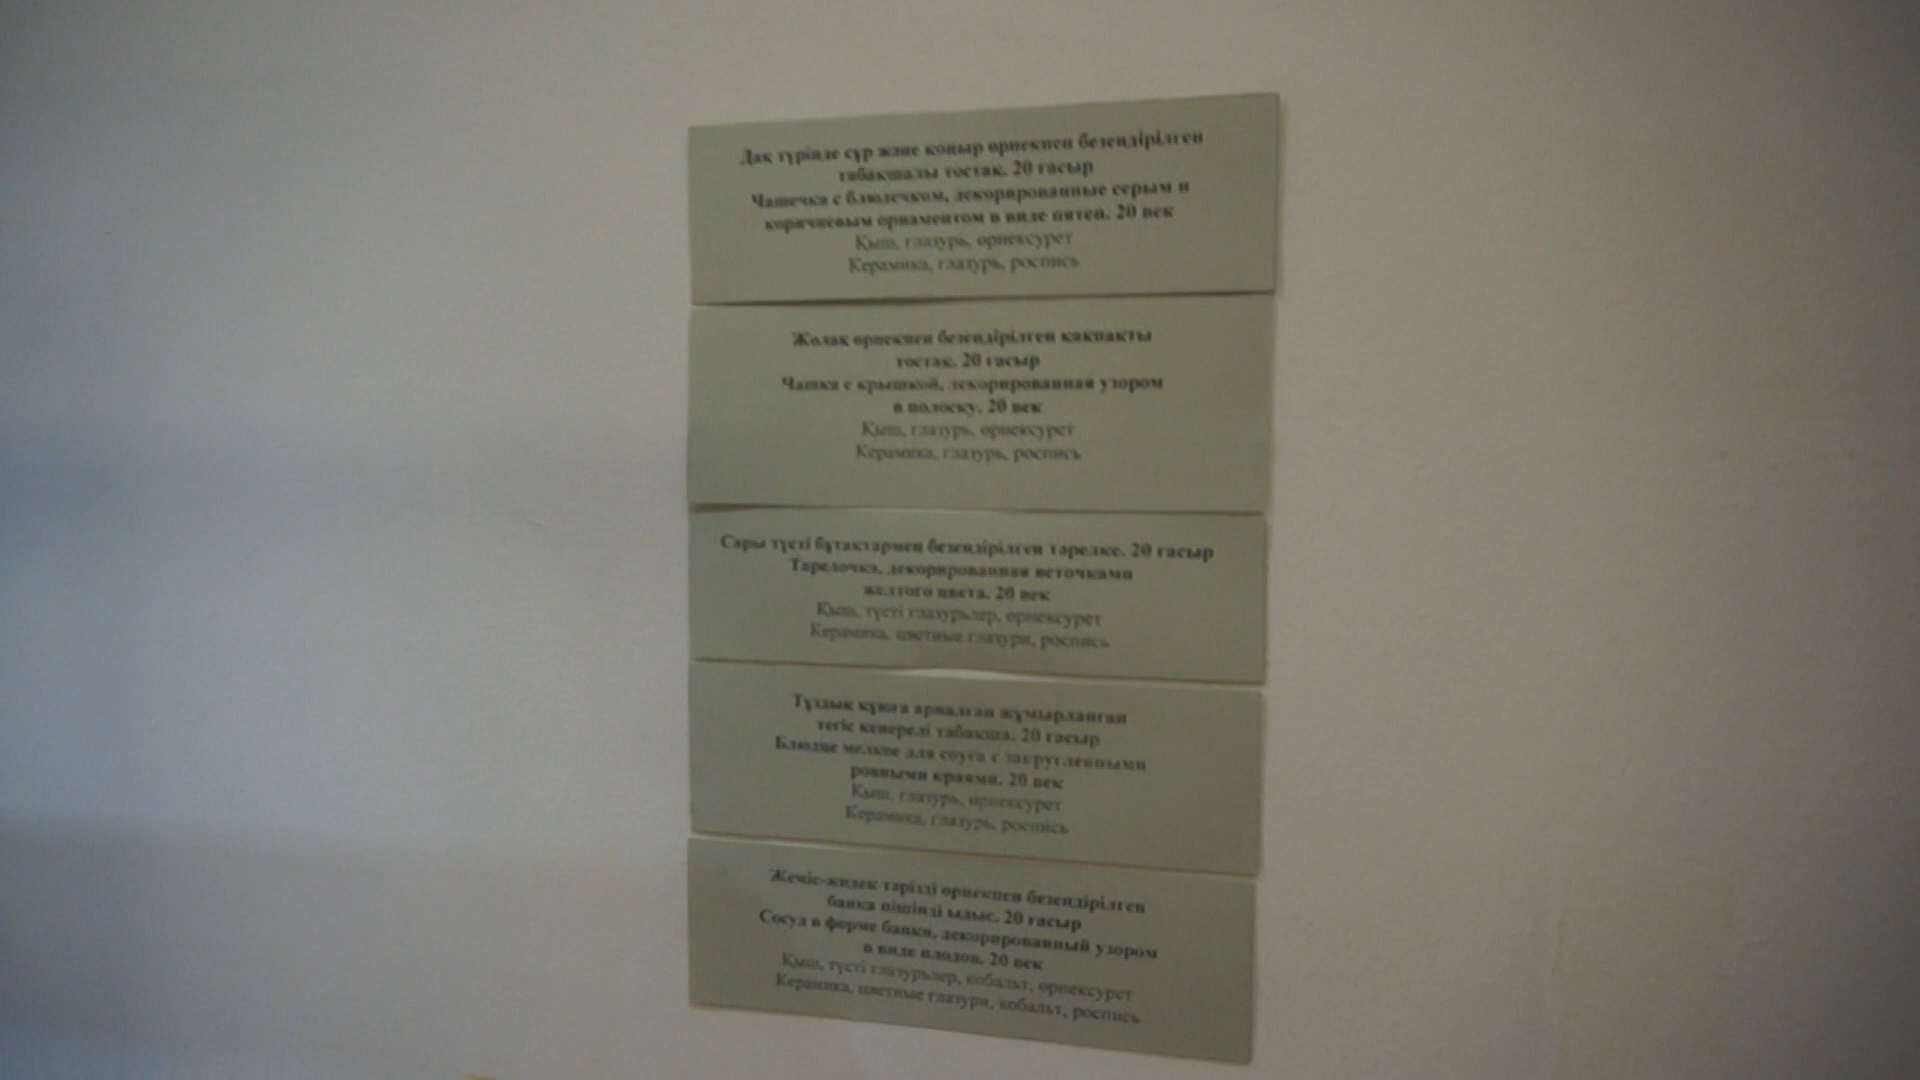 Дақ түрінде сұр және қоңыр өрнекпен безендірілген
табақшалы тостақ. 20 ғасыр
Чашечка с блюдечком, декорированные серым и
коричневым орнаментом в виде пятен. 20 век
Қыш, глазурь, өрнексурет
Керамика, глазурь, роспись
Жолақ өрнекпен безендірілген қақпақты
тостақ. 20 ғасыр
Чашка с крышкой, декорированная узором
в полоску. 20 век
Қыш, глазурь, өрнексурет
Керамика, глазурь, роспись
Сары түсті бұтақтармен безендірілген тәрелке. 20 ғасыр
Тарелочка, декорированная веточками
желтого цвета. 20 век
Қыш, түсті глазурьлер, өрнексурет
Керамика, цветные глазури, роспись
Тұздық құюға арналған жұмырланған
тегіс кенерелі табақша. 20 ғасыр
Блюдце мелкое для соуса с закругленными
ровными краями. 20 век
Қыш, глазурь, өрнексурет
Керамика, глазурь, роспись
Жеміс-жидек тәрізді өрнекпен безендірілген
банка пішінді ыдыс. 20 ғасыр
Сосуд в форме банки, декорированный узором
в виде плодов. 20 век
Қыш, түсті глазурьлер, кобальт, өрнексурет
Керамика, цветные глазури, кобальт, роспись